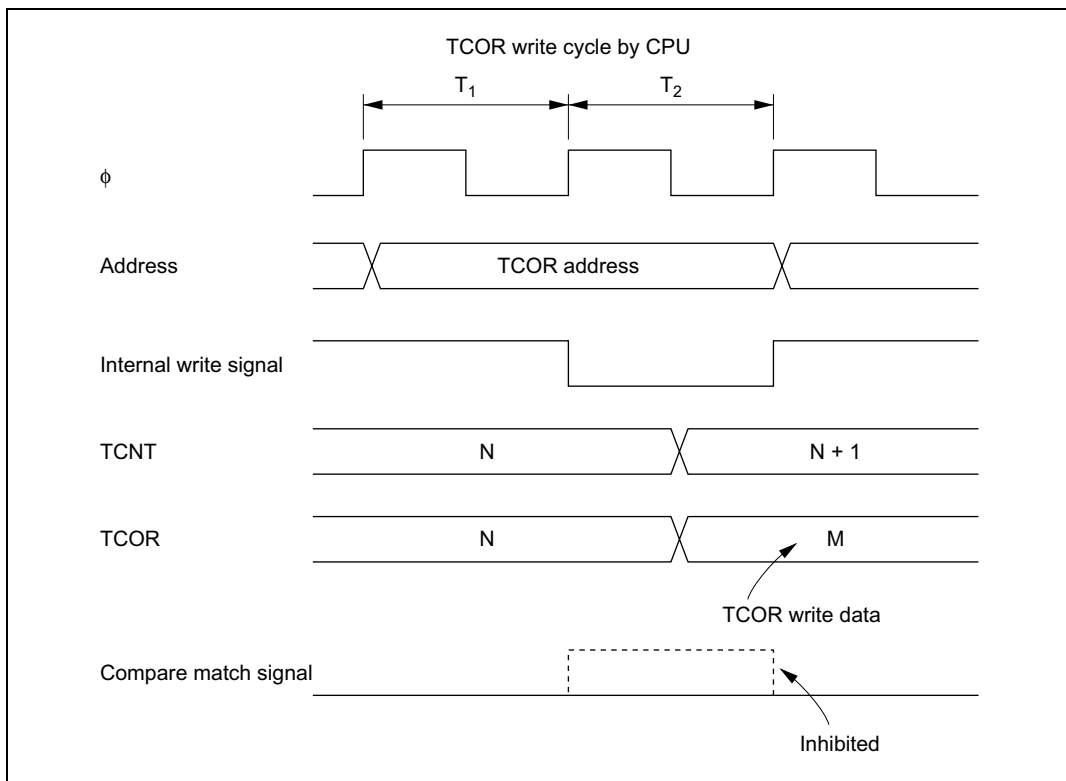 TCOR write cycle by CPU
T1 T2
ϕ
Address TCOR address
Internal write signal
TCNT N N + 1
TCOR N M
TCOR write data
Compare match signal
Inhibited